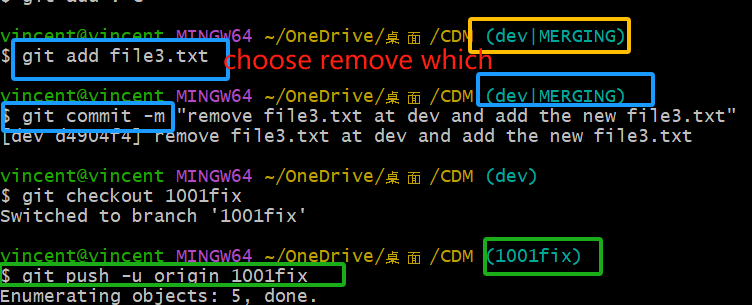 vincent@vincent MINGW64 ~/OneDrive/桌面/CDM (dev|MERGING)
$ git add file3.txt choose remove which
vincent@vincent MINGW64 ~/OneDrive/桌面/CDM (dev|MERGING)
$ git commit -m "remove file3.txt at dev and add the new file3.txt"
[dev d4904f4] remove file3.txt at dev and add the new file3.txt
vincent@vincent MINGW64 ~/OneDrive/桌面/CDM (dev)
$ git checkout 1001fix
Switched to branch '1001fix'
vincent@vincent MINGW64 ~/OneDrive/桌面/CDM (1001fix)
$ git push -u origin 1001fix
Enumerating objects: 5, done.